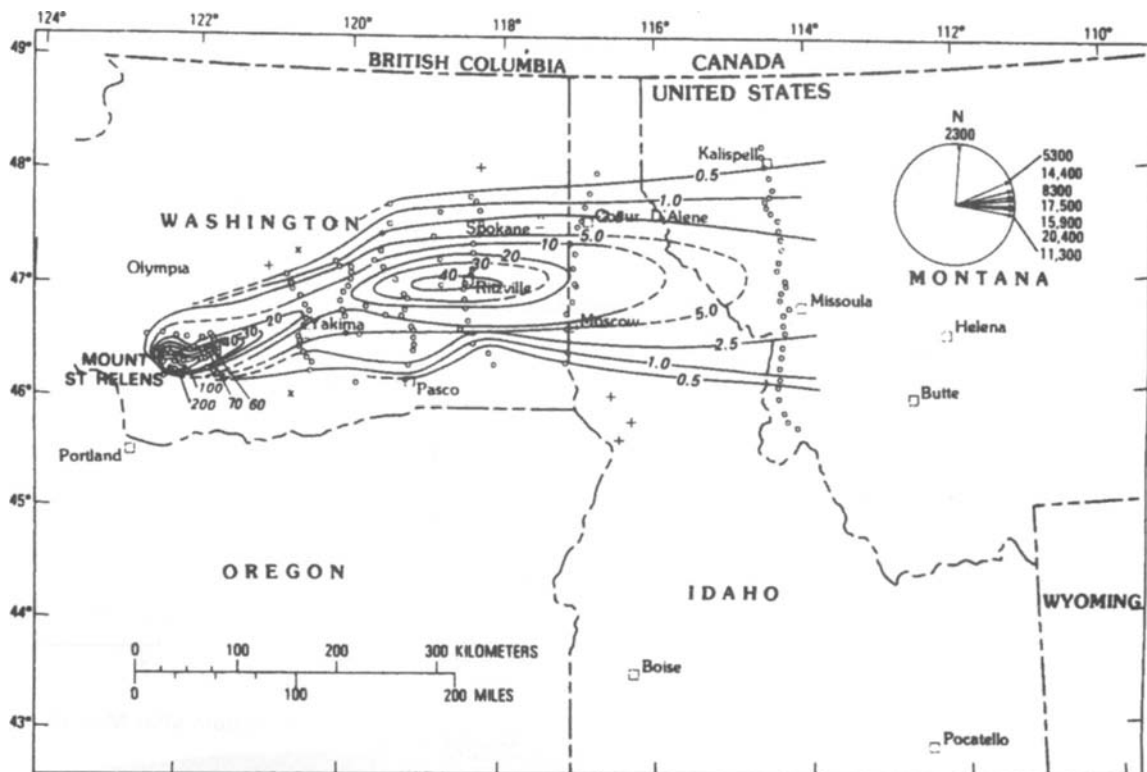 124° 122° 120° 118° 116° 114° 112° 110°
49°
BRITISH COLUMBIA CANADA
UNITED STATES
N
2300
48°
Kalispell
0.5
5300
14,400
8300
17,500
15,900
20,400
11,300
1.0
WASHINGTON
Coeur D'Alene
Spokane
5.0
10
20
30
40
Ritzville
MONTANA
Olympia
47°
Missoula
20
30
40
Yakima
Moscow
5.0
Helena
2.5
MOUNT
ST HELENS
1.0
0.5
100
200
70
60
46°
Pasco
Butte
Portland
45°
OREGON
IDAHO
WYOMING
44°
0 100 200 300 KILOMETERS
0 100 200 MILES
Boise
43°
Pocatello